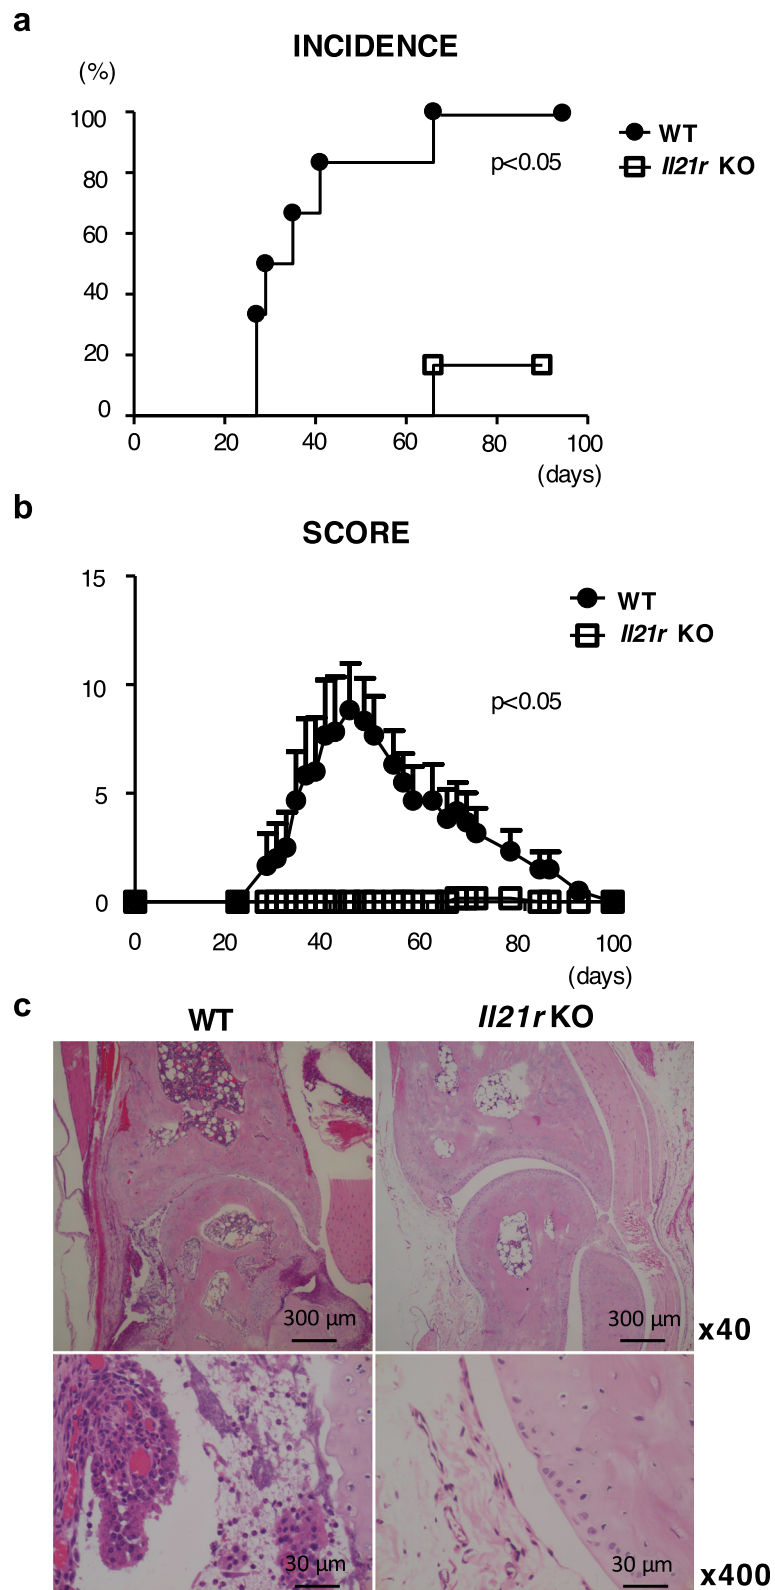 a
INCIDENCE
(%)
100
80
60
40
20
0
WT
Il21r KO
p<0.05
0 20 40 60 80 100
(days)
b
SCORE
15
10
5
0
WT
Il21r KO
p<0.05
0 20 40 60 80 100
(days)
c
WT Il21r KO
300 μm 300 μm
x40
30 μm 30 μm
x400